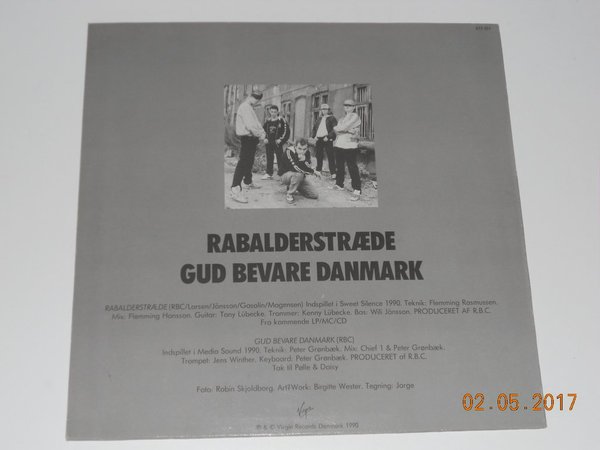 RABALDERSTRÆDE
GUD BEVARE DANMARK
RABALDERSTRÆDE (RBC/Larsen/Jönsson/Gasolin/Mogensen) Indspillet i Sweet Silence 1990. Teknik: Flemming Rasmussen.
Mix: Flemming Hansson. Guitar: Tony Lübecke. Trommer: Kenny Lübecke. Bas: Wili Jönsson. PRODUCERET AF R.B.C.
Fra kommende LP/MC/CD
GUD BEVARE DANMARK (RBC)
Indspillet i Media Sound 1990. Teknik: Peter Grønbæk. Mix: Chief 1 & Peter Grønbæk.
Trompet: Jens Winther. Keyboard: Peter Grønbæk. PRODUCERET af R.B.C.
Tak til Palle & Daisy
Foto: Robin Skjoldborg. Art-Work: Birgitte Wester. Tegning: Jorge
Virgin
℗ & © Virgin Records Danmark 1990
02.05.2017